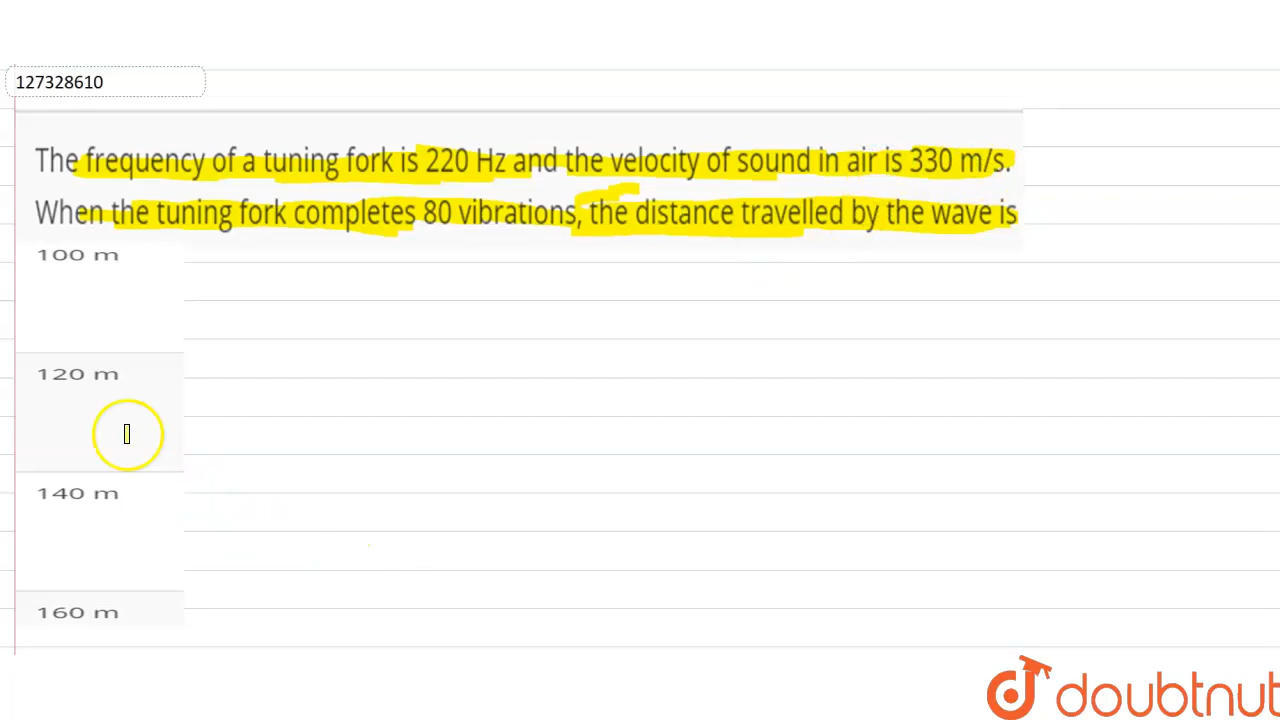 127328610
The frequency of a tuning fork is 220 Hz and the velocity of sound in air is 330 m/s.
When the tuning fork completes 80 vibrations, the distance travelled by the wave is
100 m
120 m
140 m
160 m
doubtnut